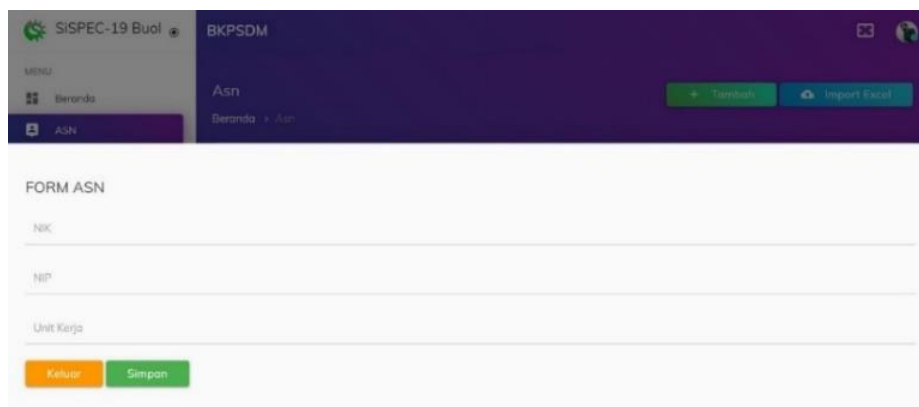 SiSPEC-19 Buol
BKPSDM
MENU
Beranda
ASN
Asn
Beranda > Asn
+ Tambah
Import Excel
FORM ASN
NIK
NIP
Unit Kerja
Keluar
Simpan